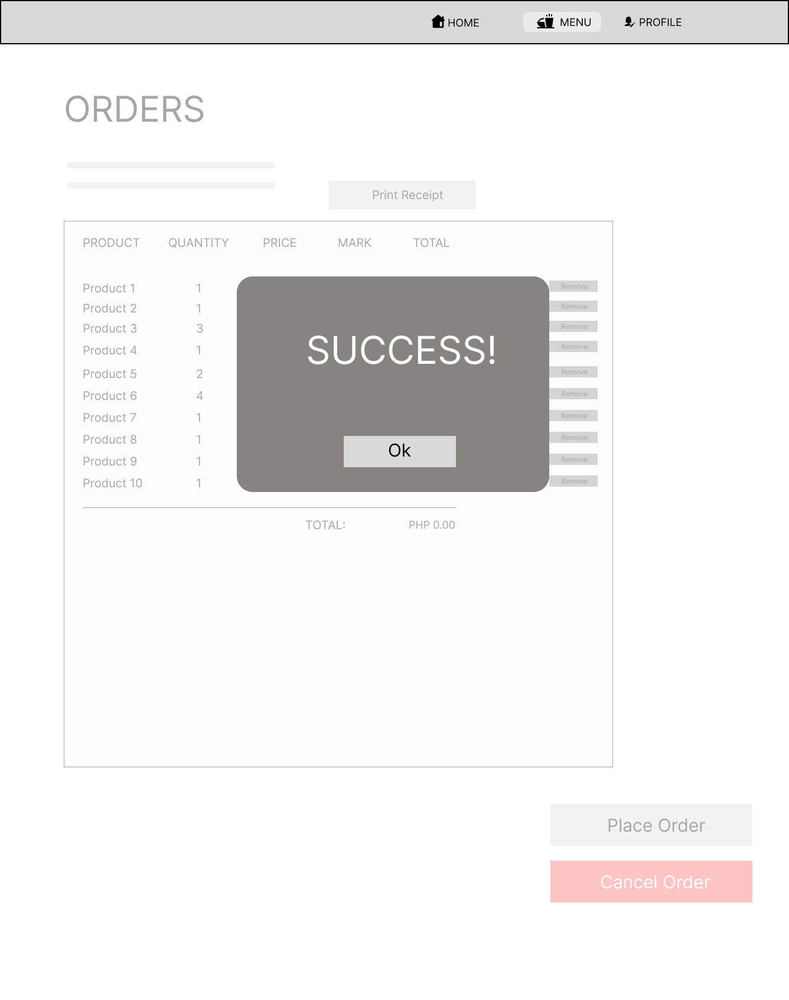 HOME MENU PROFILE
ORDERS
Print Receipt
PRODUCT QUANTITY PRICE MARK TOTAL
Product 1 1 Remove
Product 2 1 Remove
Product 3 3 Remove
Product 4 1 Remove
SUCCESS!
Product 5 2 Remove
Product 6 4 Remove
Product 7 1 Remove
Product 8 1 Remove
Ok
Product 9 1 Remove
Product 10 1 Remove
TOTAL: PHP 0.00
Place Order
Cancel Order